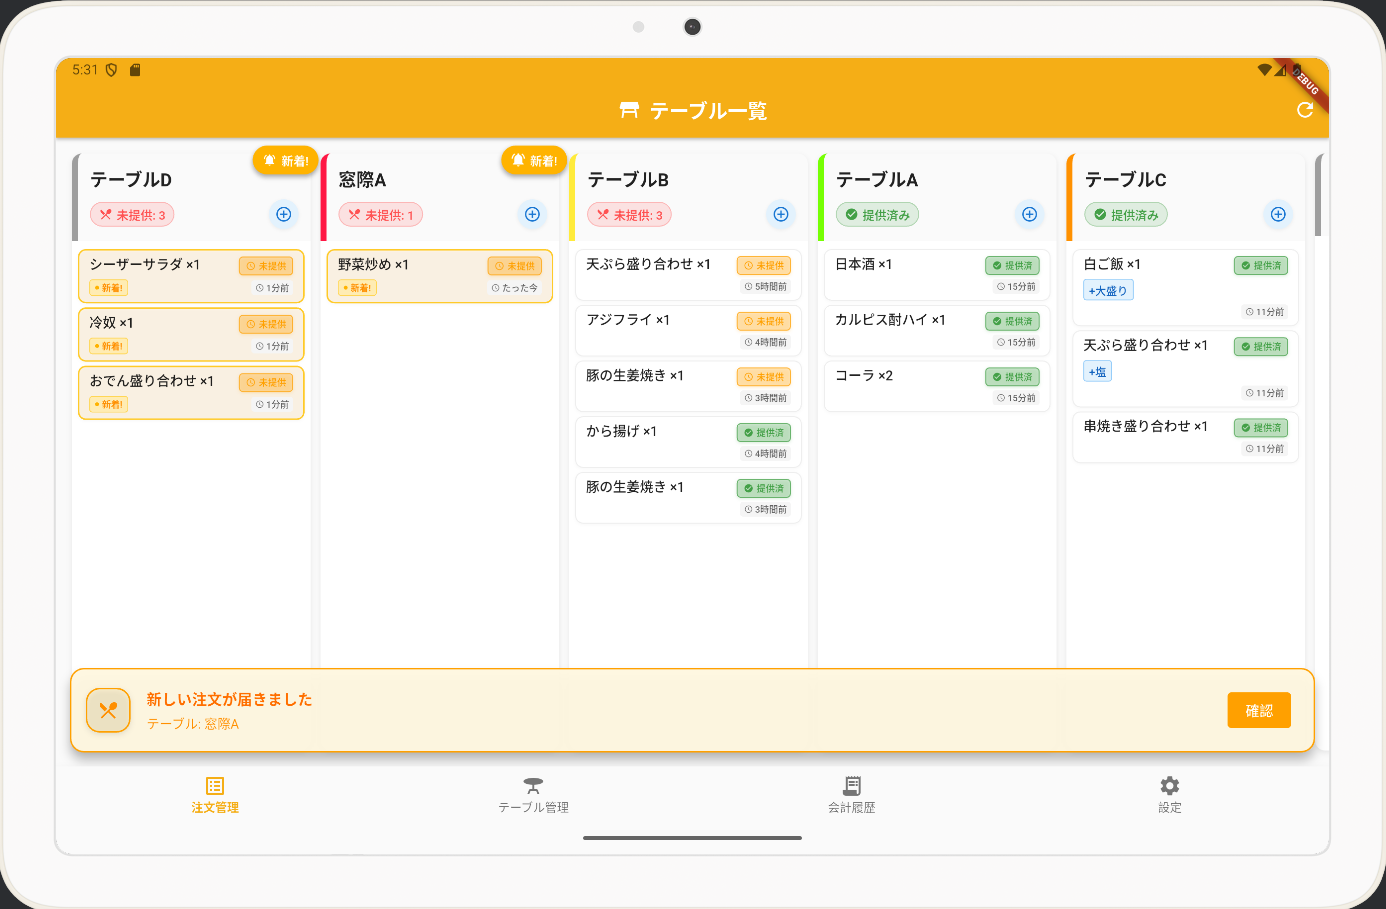 5:31
DEBUG
テーブル一覧
テーブルD
新着!
未提供: 3
シーザーサラダ ×1
未提供
新着!
1分前
冷奴 ×1
未提供
新着!
1分前
おでん盛り合わせ ×1
未提供
新着!
1分前
窓際A
新着!
未提供: 1
野菜炒め ×1
未提供
新着!
たった今
テーブルB
未提供: 3
天ぷら盛り合わせ ×1
未提供
5時間前
アジフライ ×1
未提供
4時間前
豚の生姜焼き ×1
未提供
3時間前
から揚げ ×1
提供済
4時間前
豚の生姜焼き ×1
提供済
3時間前
テーブルA
提供済み
日本酒 ×1
提供済
15分前
カルピス酎ハイ ×1
提供済
15分前
コーラ ×2
提供済
15分前
テーブルC
提供済み
白ご飯 ×1
提供済
+大盛り
11分前
天ぷら盛り合わせ ×1
提供済
+塩
11分前
串焼き盛り合わせ ×1
提供済
11分前
新しい注文が届きました
テーブル: 窓際A
確認
注文管理
テーブル管理
会計履歴
設定